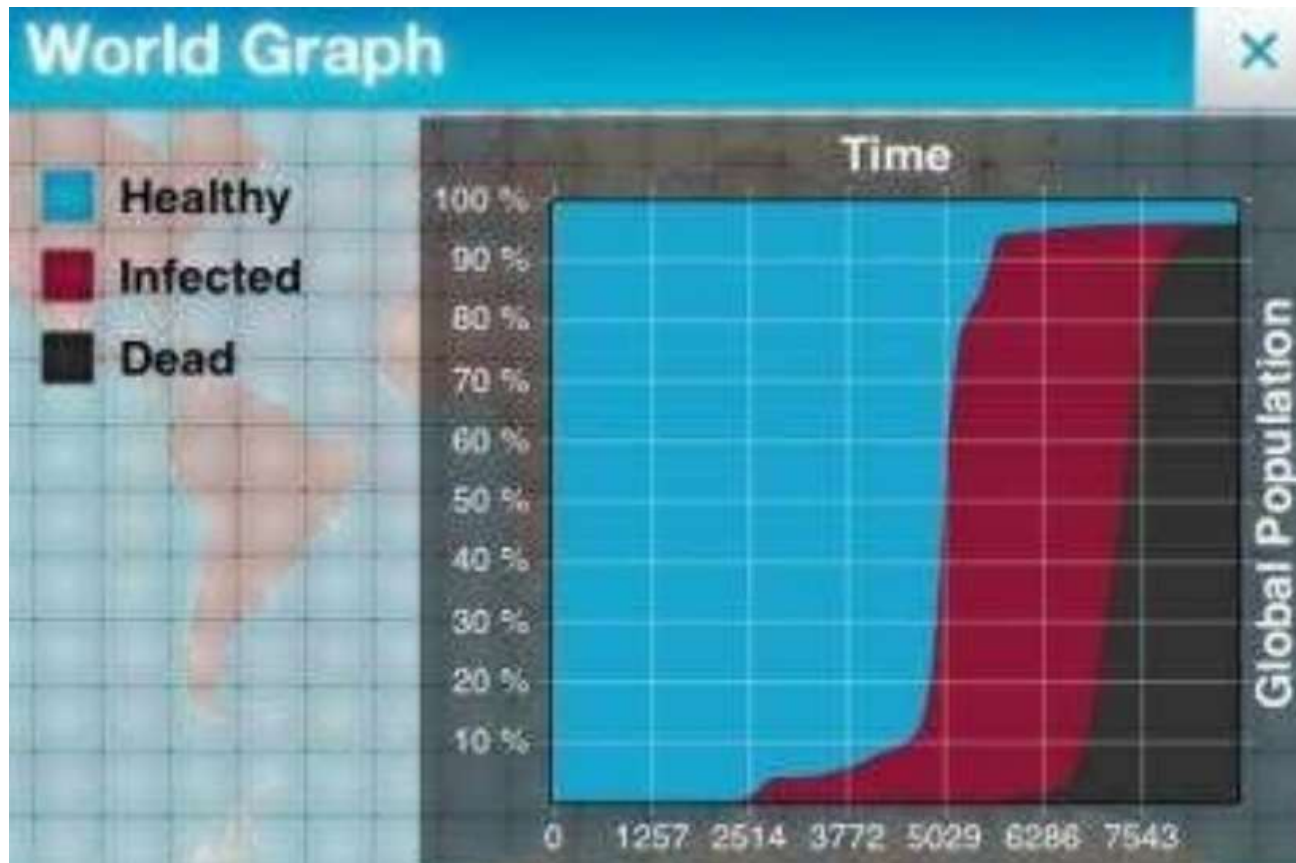 World Graph
×
Healthy
Infected
Dead
Time
100 %
90 %
80 %
70 %
60 %
50 %
40 %
30 %
20 %
10 %
0 1257 2514 3772 5029 6286 7543
Global Population